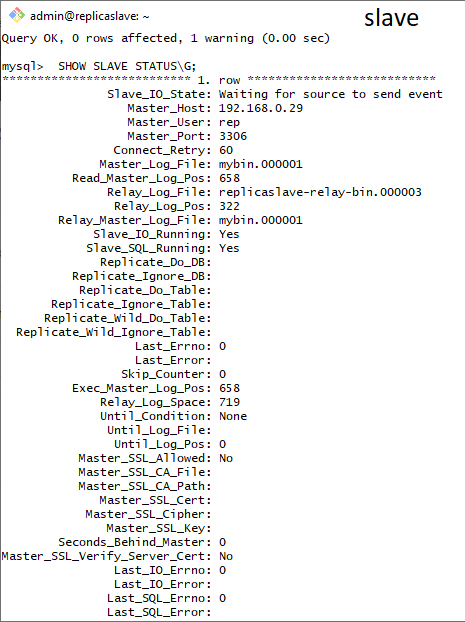 admin@replicaslave: ~
slave
Query OK, 0 rows affected, 1 warning (0.00 sec)
mysql>  SHOW SLAVE STATUS\G;
*************************** 1. row ***************************
Slave_IO_State: Waiting for source to send event
Master_Host: 192.168.0.29
Master_User: rep
Master_Port: 3306
Connect_Retry: 60
Master_Log_File: mybin.000001
Read_Master_Log_Pos: 658
Relay_Log_File: replicaslave-relay-bin.000003
Relay_Log_Pos: 322
Relay_Master_Log_File: mybin.000001
Slave_IO_Running: Yes
Slave_SQL_Running: Yes
Replicate_Do_DB:
Replicate_Ignore_DB:
Replicate_Do_Table:
Replicate_Ignore_Table:
Replicate_Wild_Do_Table:
Replicate_Wild_Ignore_Table:
Last_Errno: 0
Last_Error:
Skip_Counter: 0
Exec_Master_Log_Pos: 658
Relay_Log_Space: 719
Until_Condition: None
Until_Log_File:
Until_Log_Pos: 0
Master_SSL_Allowed: No
Master_SSL_CA_File:
Master_SSL_CA_Path:
Master_SSL_Cert:
Master_SSL_Cipher:
Master_SSL_Key:
Seconds_Behind_Master: 0
Master_SSL_Verify_Server_Cert: No
Last_IO_Errno: 0
Last_IO_Error:
Last_SQL_Errno: 0
Last_SQL_Error: